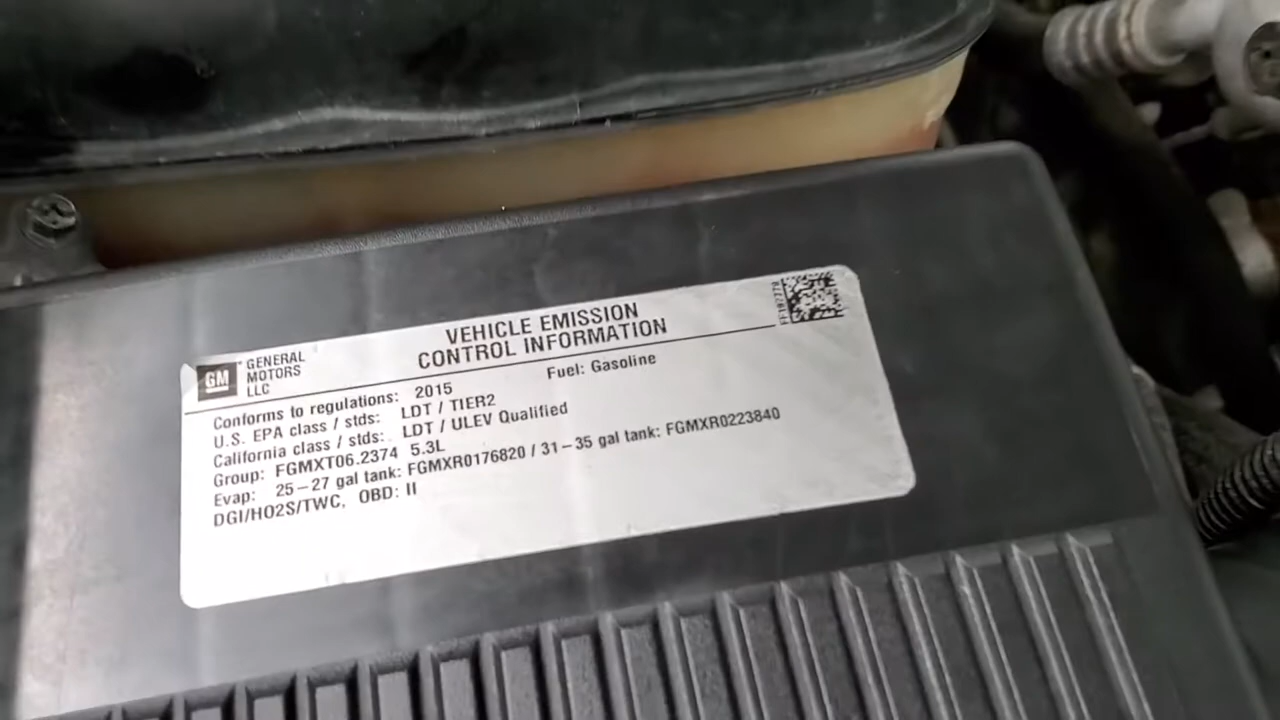 GM
GENERAL
MOTORS
LLC
VEHICLE EMISSION
CONTROL INFORMATION
FF197779
Conforms to regulations: 2015 Fuel: Gasoline
U.S. EPA class / stds: LDT / TIER2
California class / stds: LDT / ULEV Qualified
Group: FGMXT06.2374 5.3L
Evap: 25-27 gal tank: FGMXR0176820 / 31-35 gal tank: FGMXR0223840
DGI/HO2S/TWC, OBD: II